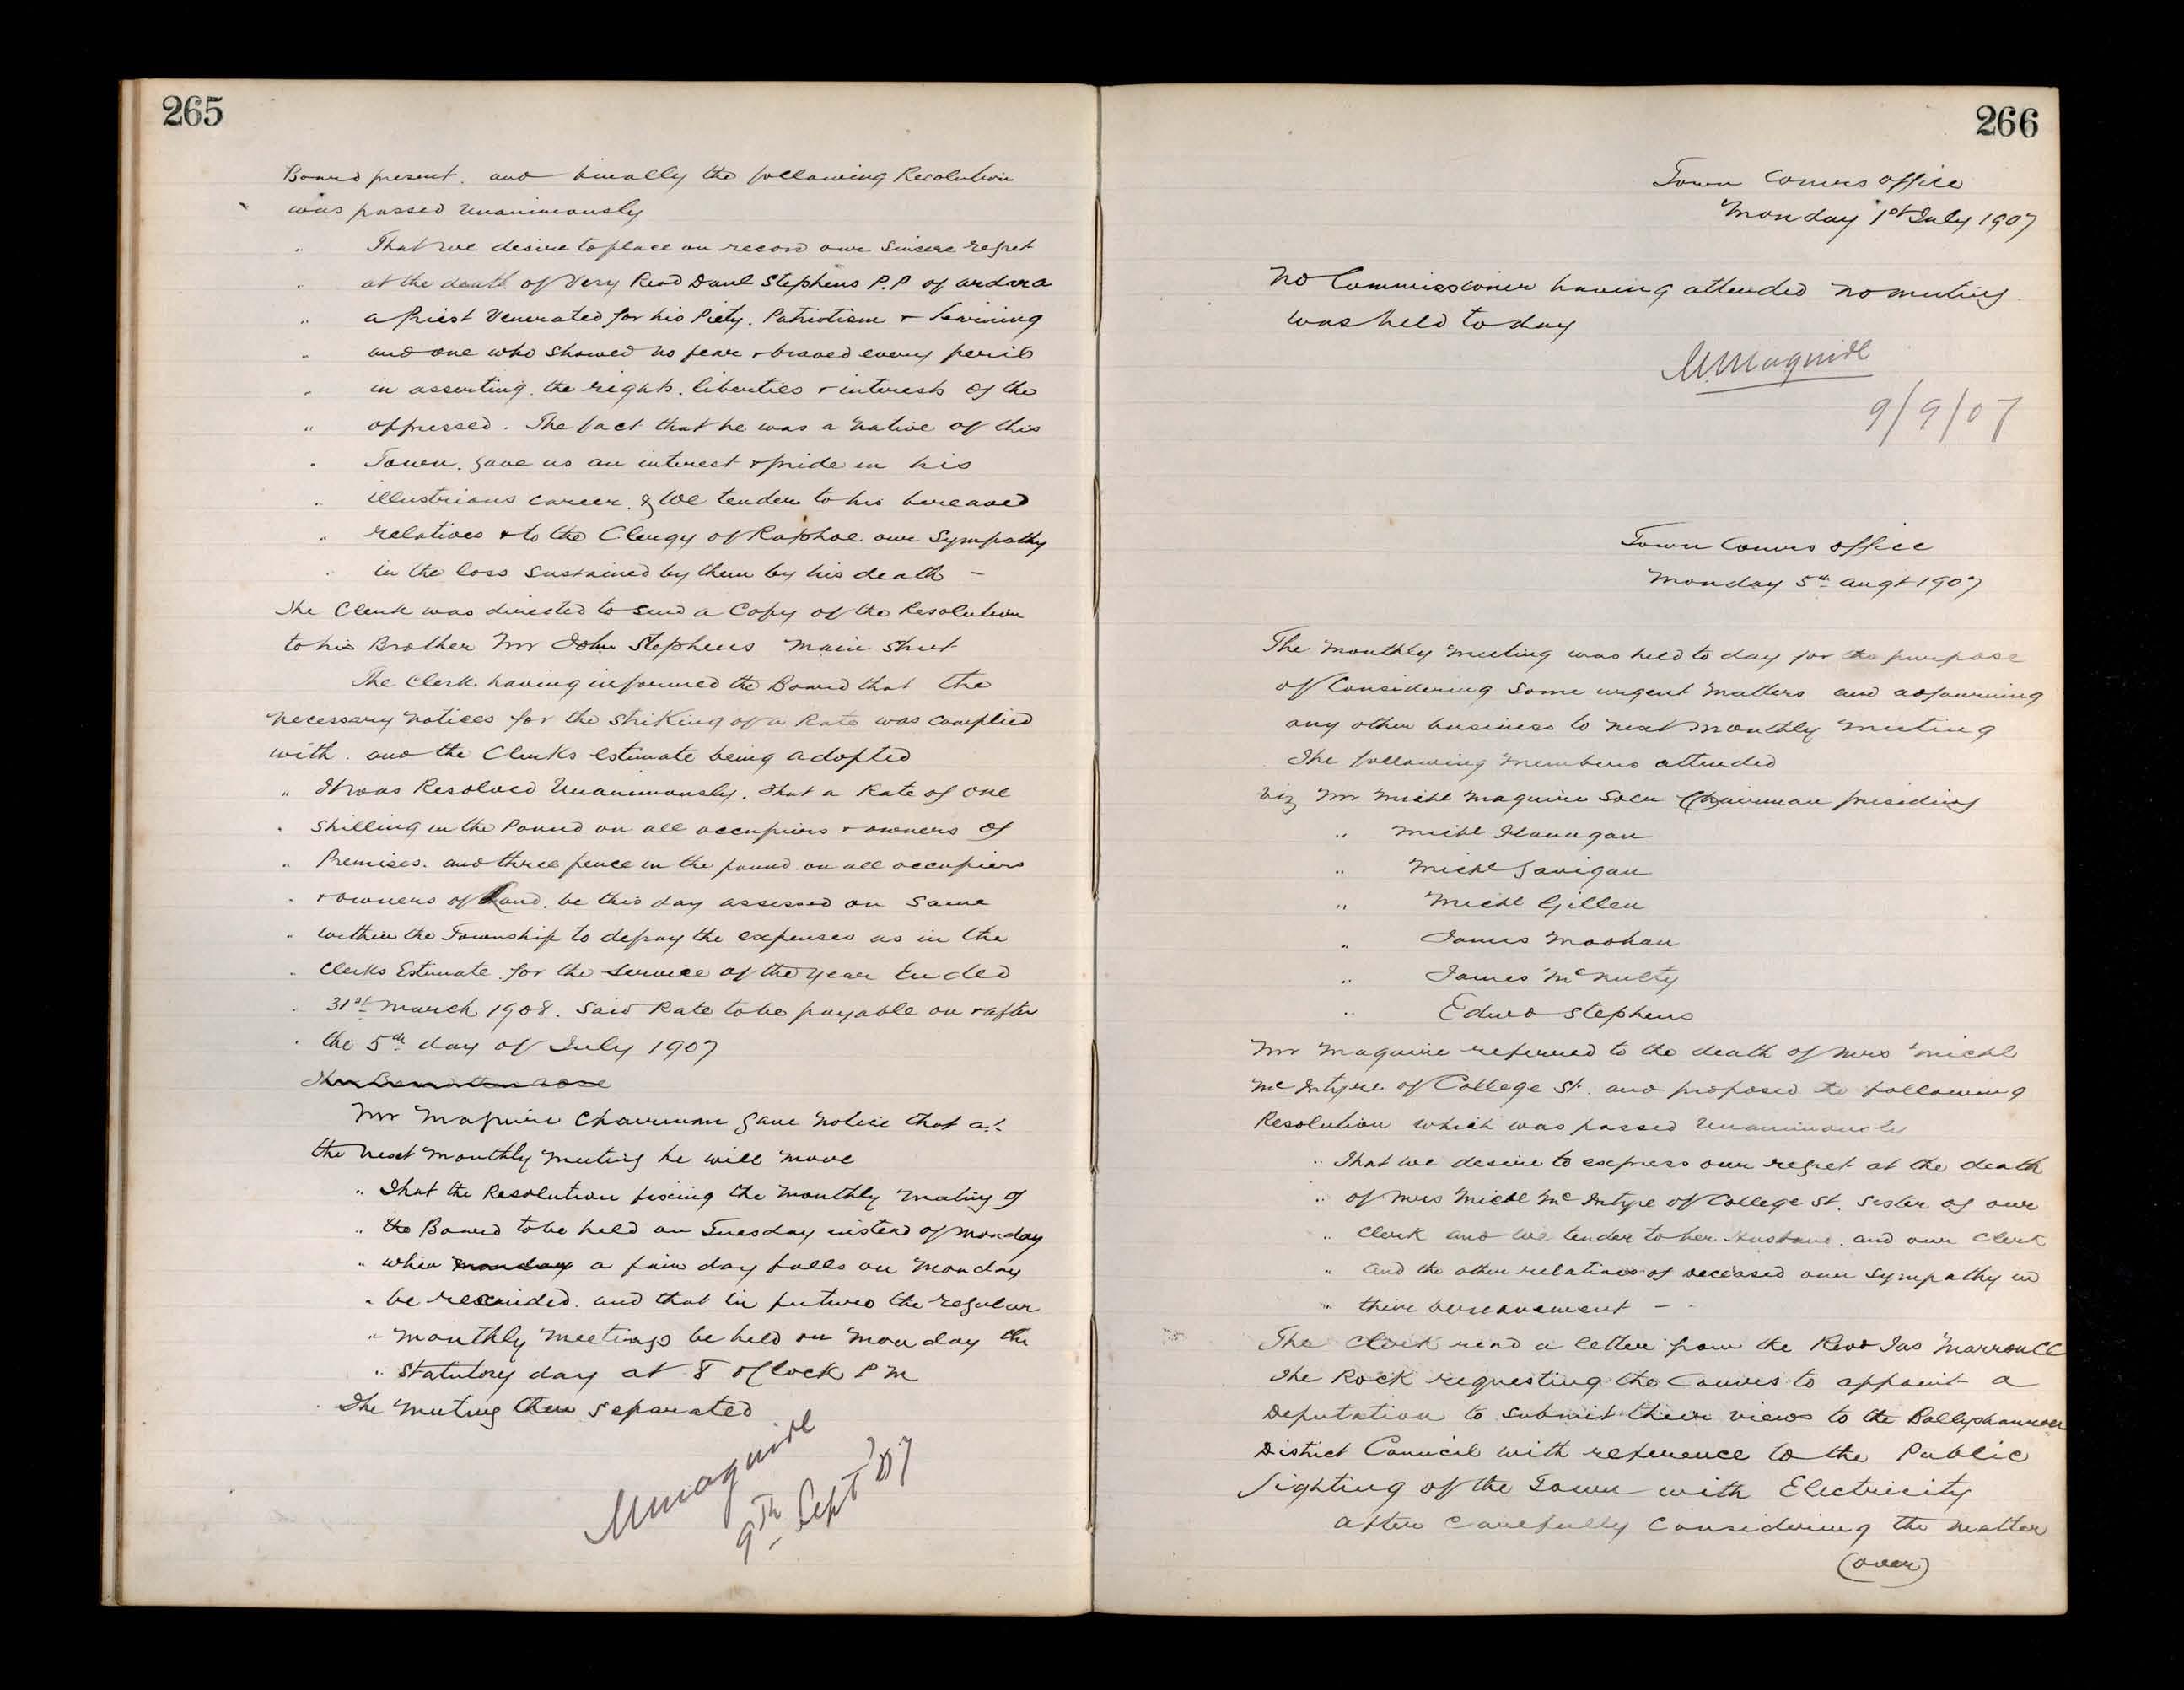 265
Board present. and finally the following Resolution
was passed Unanimously
" That we desire to place on record our Sincere regret
" at the death of Very Revd Danl Stephens P.P of ardara
" a Priest Venerated for his Piety. Patriotism & learning
" and one who showed no fear & braved every peril
" in asserting the rights. liberties & interests of the
" oppressed. The fact that he was a native of this
" Town. gave us an interest & pride in his
" illustrious career. & We tender to his bereaved
" relatives & to the Clergy of Raphoe our Sympathy
" in the loss sustained by them by his death –
The Clerk was directed to send a Copy of the Resolution
to his Brother Mr John Stephens Main Street
The Clerk having informed the Board that the
necessary notices for the striking of a Rate was complied
with. and the Clerks estimate being adopted
" It was Resolved Unanimously. That a Rate of one
" Shilling in the Pound on all occupiers & owners of
" Premises. and three pence in the pound on all occupiers
" & owners of Land. be this day assessed on same
" within the Township to defray the expenses as in the
" Clerks Estimate for the service of the year Ended
" 31st March 1908. Said Rate to be payable on & after
" the 5th day of July 1907
Mr Maguire Chairman gave notice that at
the next monthly meeting he will move
" That the Resolution fixing the monthly meeting of
" the Board to be held on Tuesday instead of Monday
" when monday a fair day falls on Monday
" be rescinded. and that in future the regular
" monthly meetings be held on Monday the
" Statutory day at 8 oClock P M
The meeting then separated
MMaguire
9th Sept '07
266
Town Comrs office
Monday 1st July 1907
No Commissioner having attended no meeting
was held to day
MMaguire
9/9/07
Town Comrs office
Monday 5th Augt 1907
The monthly meeting was held to day for the purpose
of Considering some urgent matters and adjourning
any other business to next monthly meeting
The following members attended
viz Mr Michl Maguire Solr Chairman presiding
" Michl Flanagan
" Michl Gavigan
" Michl Gillen
" James Moohan
" James McNulty
" Edwd Stephens
Mr Maguire referred to the death of Mrs Michl
McIntyre of College St. and proposed the following
Resolution which was passed Unanimously
" That we desire to express our regret at the death
" of Mrs Michl McIntyre of College St. Sister of our
" Clerk and we tender to her Husband. and our Clerk
" and the other relatives of deceased our sympathy in
" their bereavement –
The Clerk read a letter from the Revd Jas Marron CC
The Rock requesting the Comrs to appoint a
Deputation to submit their views to the Ballyshannon
District Council with reference to the Public
lighting of the Town with Electricity
after carefully considering the matter
(over)